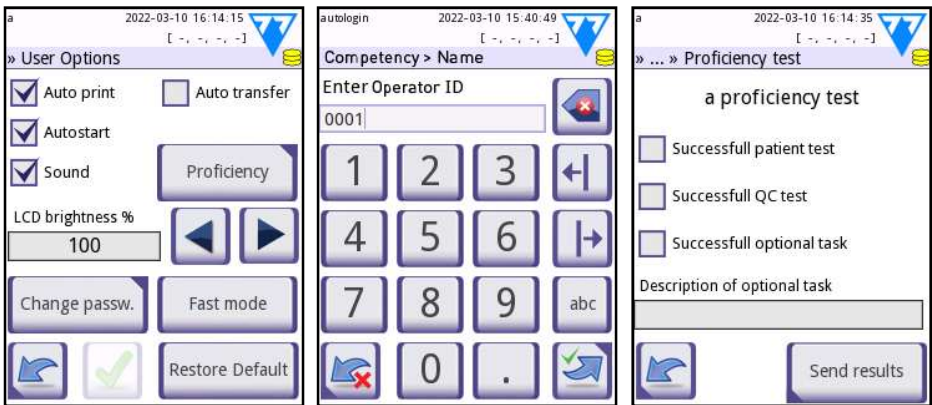 a 2022-03-10 16:14:15
[ -, -, -, -]
» User Options
Auto print Auto transfer
Autostart
Sound Proficiency
LCD brightness %
100
Change passw. Fast mode
Restore Default
autologin 2022-03-10 15:40:49
[ -, -, -, -]
Competency > Name
Enter Operator ID
0001
1 2 3
4 5 6
7 8 9 abc
0 .
a 2022-03-10 16:14:35
[ -, -, -, -]
» ... » Proficiency test
a proficiency test
Successfull patient test
Successfull QC test
Successfull optional task
Description of optional task
Send results